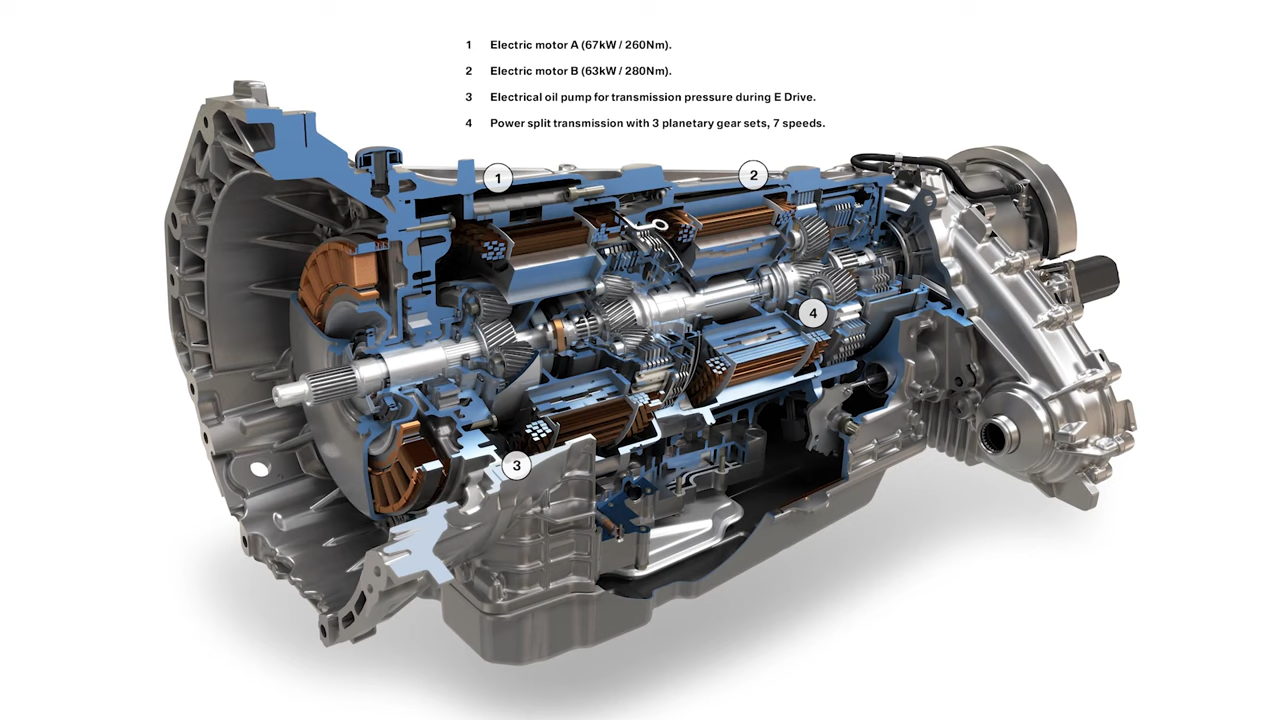 1 Electric motor A (67kW / 260Nm).
2 Electric motor B (63kW / 280Nm).
3 Electrical oil pump for transmission pressure during E Drive.
4 Power split transmission with 3 planetary gear sets, 7 speeds.
1
2
4
3